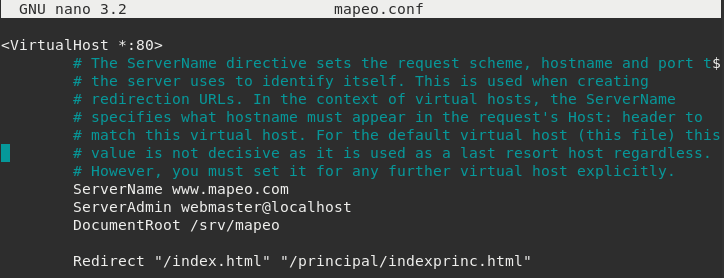 GNU nano 3.2 mapeo.conf
<VirtualHost *:80>
# The ServerName directive sets the request scheme, hostname and port t$
# the server uses to identify itself. This is used when creating
# redirection URLs. In the context of virtual hosts, the ServerName
# specifies what hostname must appear in the request's Host: header to
# match this virtual host. For the default virtual host (this file) this
# value is not decisive as it is used as a last resort host regardless.
# However, you must set it for any further virtual host explicitly.
ServerName www.mapeo.com
ServerAdmin webmaster@localhost
DocumentRoot /srv/mapeo
Redirect "/index.html" "/principal/indexprinc.html"